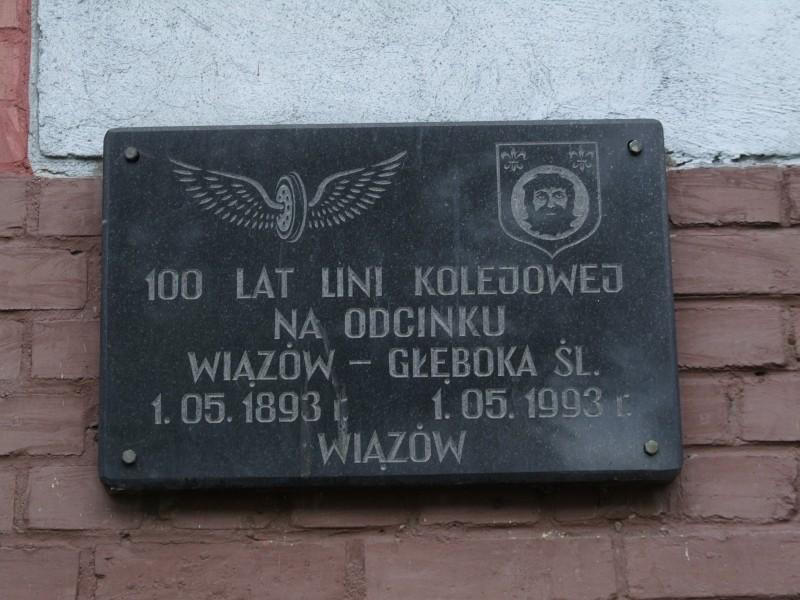 100 LAT LINI KOLEJOWEJ
NA ODCINKU
WIĄZÓW – GŁĘBOKA ŚL.
1. 05. 1893 r. 1. 05. 1993 r.
WIĄZÓW